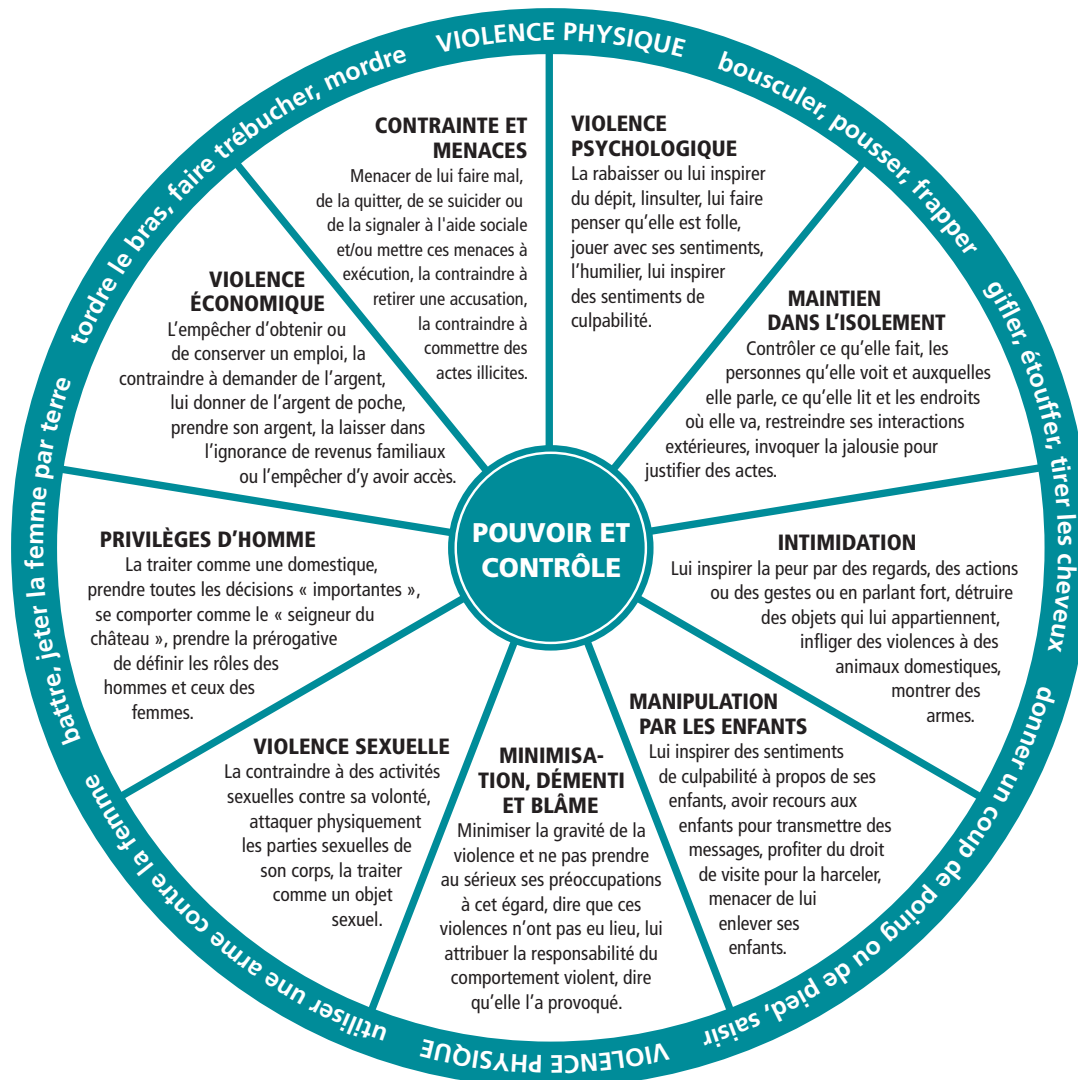 VIOLENCE PHYSIQUE
bousculer, pousser, frapper
gifler, étouffer, tirer les cheveux
donner un coup de poing ou de pied, saisir
VIOLENCE PHYSIQUE
utiliser une arme contre la femme
battre, jeter la femme par terre
tordre le bras, faire trébucher, mordre
VIOLENCE
PSYCHOLOGIQUE
La rabaisser ou lui inspirer
du dépit, linsulter, lui faire
penser qu'elle est folle,
jouer avec ses sentiments,
l'humilier, lui inspirer
des sentiments de
culpabilité.
MAINTIEN
DANS L'ISOLEMENT
Contrôler ce qu'elle fait, les
personnes qu'elle voit et auxquelles
elle parle, ce qu'elle lit et les endroits
où elle va, restreindre ses interactions
extérieures, invoquer la jalousie pour
justifier des actes.
INTIMIDATION
Lui inspirer la peur par des regards, des actions
ou des gestes ou en parlant fort, détruire
des objets qui lui appartiennent,
infliger des violences à des
animaux domestiques,
montrer des
armes.
MANIPULATION
PAR LES ENFANTS
Lui inspirer des sentiments
de culpabilité à propos de ses
enfants, avoir recours aux
enfants pour transmettre des
messages, profiter du droit
de visite pour la harceler,
menacer de lui
enlever ses
enfants.
MINIMISA-
TION, DÉMENTI
ET BLÂME
Minimiser la gravité de la
violence et ne pas prendre
au sérieux ses préoccupations
à cet égard, dire que ces
violences n'ont pas eu lieu, lui
attribuer la responsabilité du
comportement violent, dire
qu'elle l'a provoqué.
VIOLENCE SEXUELLE
La contraindre à des activités
sexuelles contre sa volonté,
attaquer physiquement
les parties sexuelles de
son corps, la traiter
comme un objet
sexuel.
PRIVILÈGES D'HOMME
La traiter comme une domestique,
prendre toutes les décisions « importantes »,
se comporter comme le « seigneur du
château », prendre la prérogative
de définir les rôles des
hommes et ceux des
femmes.
VIOLENCE
ÉCONOMIQUE
L'empêcher d'obtenir ou
de conserver un emploi, la
contraindre à demander de l'argent,
lui donner de l'argent de poche,
prendre son argent, la laisser dans
l'ignorance de revenus familiaux
ou l'empêcher d'y avoir accès.
CONTRAINTE ET
MENACES
Menacer de lui faire mal,
de la quitter, de se suicider ou
de la signaler à l'aide sociale
et/ou mettre ces menaces à
exécution, la contraindre à
retirer une accusation,
la contraindre à
commettre des
actes illicites.
POUVOIR ET
CONTRÔLE